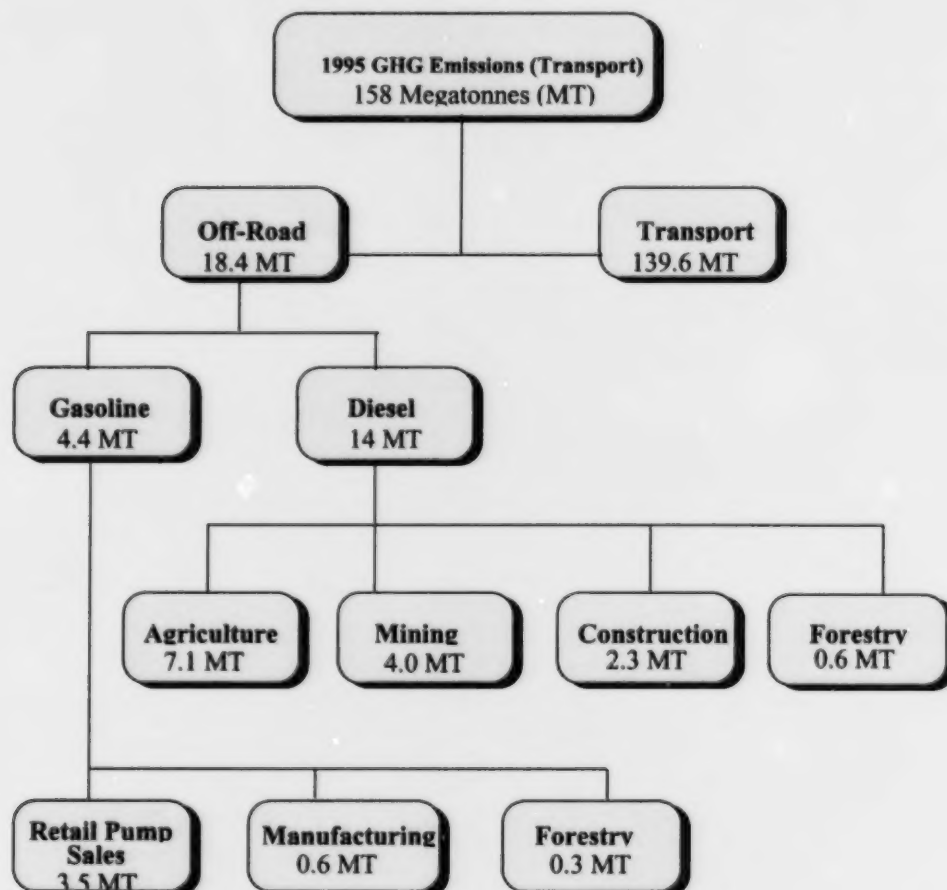 1995 GHG Emissions (Transport)
158 Megatonnes (MT)
Off-Road
18.4 MT
Transport
139.6 MT
Gasoline
4.4 MT
Diesel
14 MT
Agriculture
7.1 MT
Mining
4.0 MT
Construction
2.3 MT
Forestry
0.6 MT
Retail Pump
Sales
3.5 MT
Manufacturing
0.6 MT
Forestry
0.3 MT